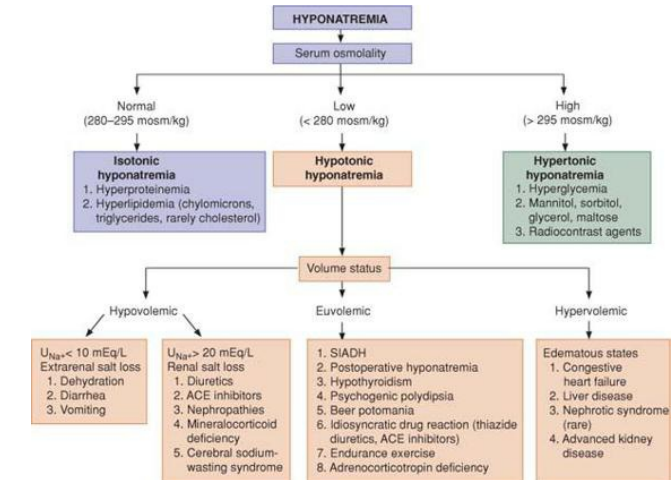 HYPONATREMIA
Serum osmolality
Normal
(280–295 mosm/kg)
Low
(< 280 mosm/kg)
High
(> 295 mosm/kg)
Isotonic
hyponatremia
1. Hyperproteinemia
2. Hyperlipidemia (chylomicrons,
triglycerides, rarely cholesterol)
Hypotonic
hyponatremia
Hypertonic
hyponatremia
1. Hyperglycemia
2. Mannitol, sorbitol,
glycerol, maltose
3. Radiocontrast agents
Volume status
Hypovolemic
Euvolemic
Hypervolemic
UNa+< 10 mEq/L
Extrarenal salt loss
1. Dehydration
2. Diarrhea
3. Vomiting
UNa+> 20 mEq/L
Renal salt loss
1. Diuretics
2. ACE inhibitors
3. Nephropathies
4. Mineralocorticoid
deficiency
5. Cerebral sodium-
wasting syndrome
1. SIADH
2. Postoperative hyponatremia
3. Hypothyroidism
4. Psychogenic polydipsia
5. Beer potomania
6. Idiosyncratic drug reaction (thiazide
diuretics, ACE inhibitors)
7. Endurance exercise
8. Adrenocorticotropin deficiency
Edematous states
1. Congestive
heart failure
2. Liver disease
3. Nephrotic syndrome
(rare)
4. Advanced kidney
disease